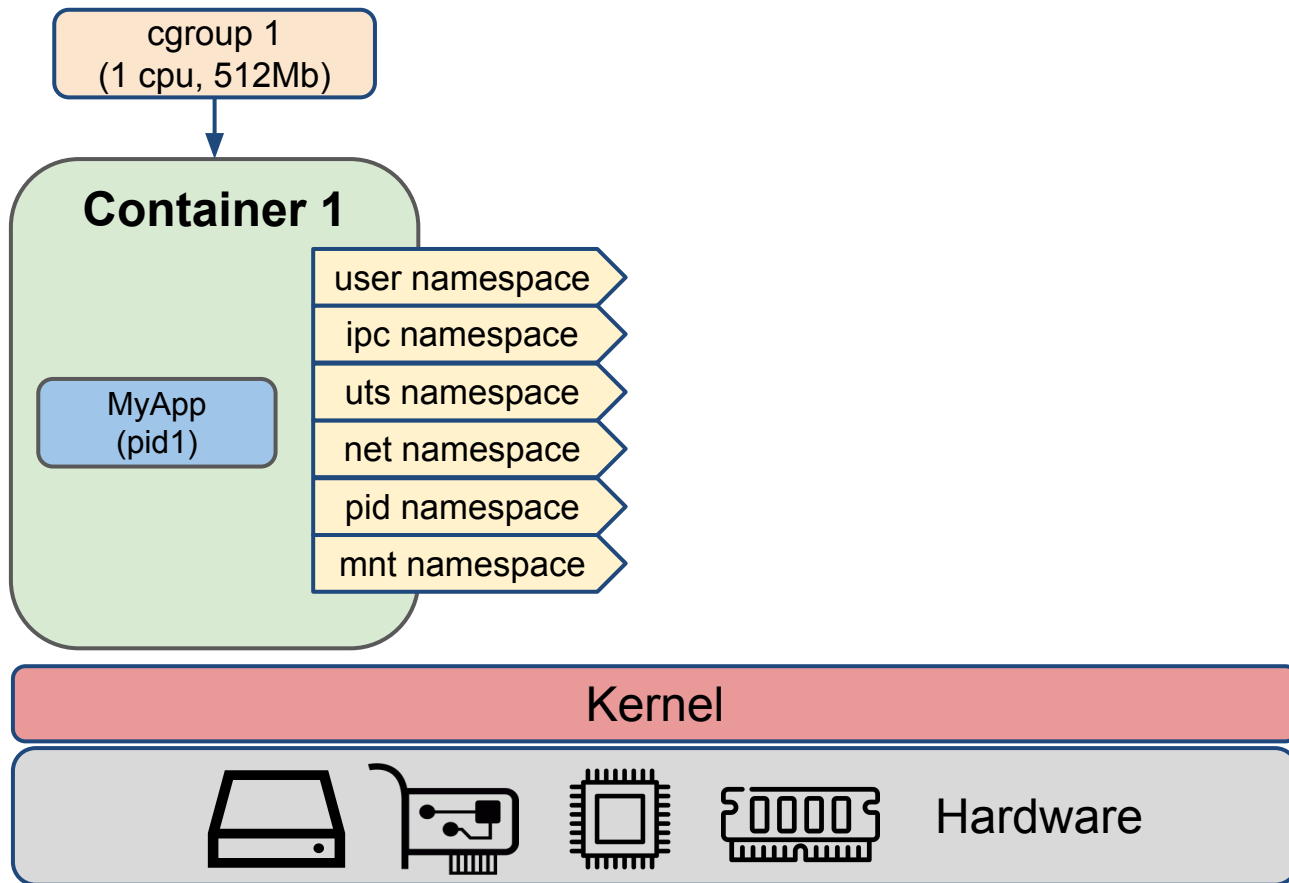 cgroup 1
(1 cpu, 512Mb)
Container 1
user namespace
ipc namespace
uts namespace
net namespace
pid namespace
mnt namespace
MyApp
(pid1)
Kernel
Hardware